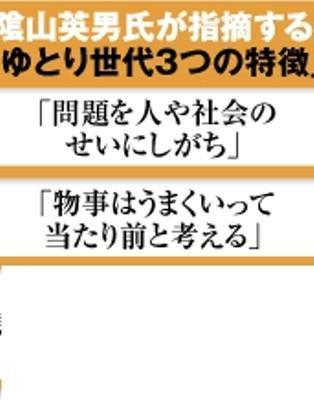 陰山英男氏が指摘する
ゆとり世代3つの特徴」
「問題を人や社会の
せいにしがち」
「物事はうまくいって
当たり前と考える」